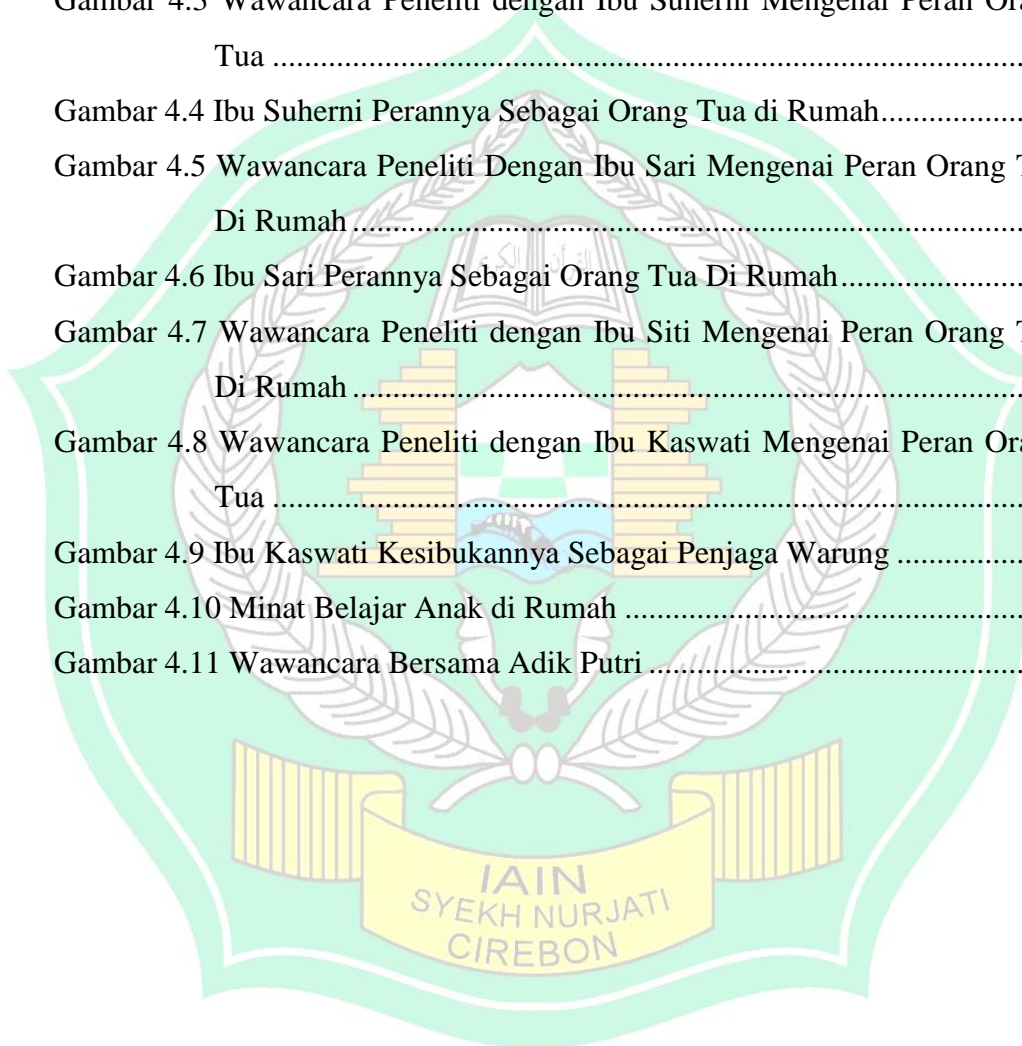 Tua ................................................................................................
Gambar 4.4 Ibu Suherni Perannya Sebagai Orang Tua di Rumah..................
Gambar 4.5 Wawancara Peneliti Dengan Ibu Sari Mengenai Peran Orang
Di Rumah ......................................................................................
Gambar 4.6 Ibu Sari Perannya Sebagai Orang Tua Di Rumah.......................
Gambar 4.7 Wawancara Peneliti dengan Ibu Siti Mengenai Peran Orang
Di Rumah ......................................................................................
Gambar 4.8 Wawancara Peneliti dengan Ibu Kaswati Mengenai Peran
Tua ................................................................................................
Gambar 4.9 Ibu Kaswati Kesibukannya Sebagai Penjaga Warung ................
Gambar 4.10 Minat Belajar Anak di Rumah ...................................................
Gambar 4.11 Wawancara Bersama Adik Putri ................................................
IAIN
SYEKH NURJATI
CIREBON